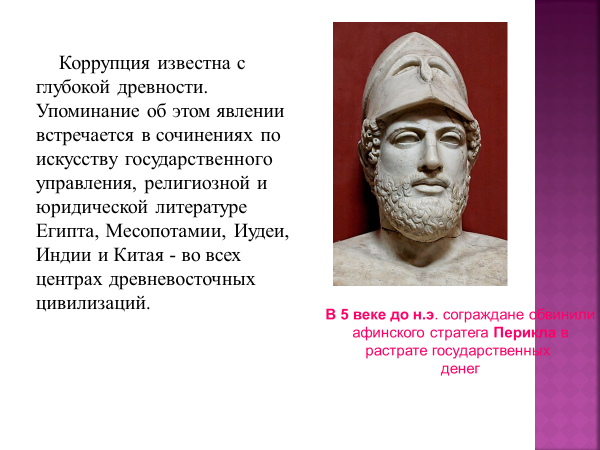 Коррупция известна с
глубокой древности.
Упоминание об этом явлении
встречается в сочинениях по
искусству государственного
управления, религиозной и
юридической литературе
Египта, Месопотамии, Иудеи,
Индии и Китая - во всех
центрах древневосточных
цивилизаций.
В 5 веке до н.э. сограждане обвинили
афинского стратега Перикла в
растрате государственных
денег